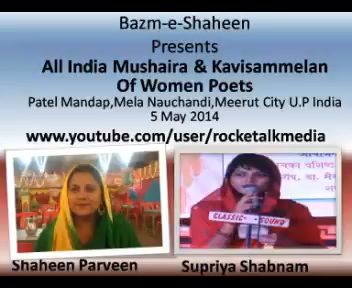 Bazm-e-Shaheen
Presents
All India Mushaira & Kavisammelan
Of Women Poets
Patel Mandap,Mela Nauchandi,Meerut City U.P India
5 May 2014
www.youtube.com/user/rocketalkmedia
CLASSIC SOUND
Shaheen Parveen
Supriya Shabnam